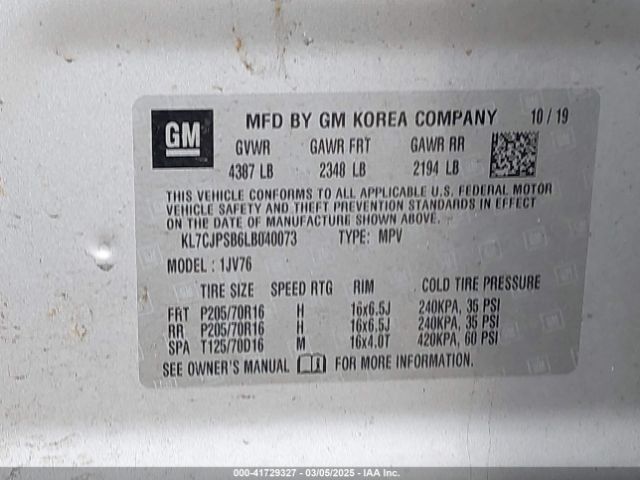 GM
MFD BY GM KOREA COMPANY 10/19
GVWR GAWR FRT GAWR RR
4387 LB 2348 LB 2194 LB
THIS VEHICLE CONFORMS TO ALL APPLICABLE U.S. FEDERAL MOTOR
VEHICLE SAFETY AND THEFT PREVENTION STANDARDS IN EFFECT
ON THE DATE OF MANUFACTURE SHOWN ABOVE.
KL7CJPSB6LB040073 TYPE: MPV
MODEL: 1JV76
TIRE SIZE SPEED RTG RIM COLD TIRE PRESSURE
FRT P205/70R16 H 16x6.5J 240KPA, 35 PSI
RR P205/70R16 H 16x6.5J 240KPA, 35 PSI
SPA T125/70D16 M 16x4.0T 420KPA, 60 PSI
SEE OWNER'S MANUAL FOR MORE INFORMATION.
000-41729327 | 03/05/2025 - IAA Inc.